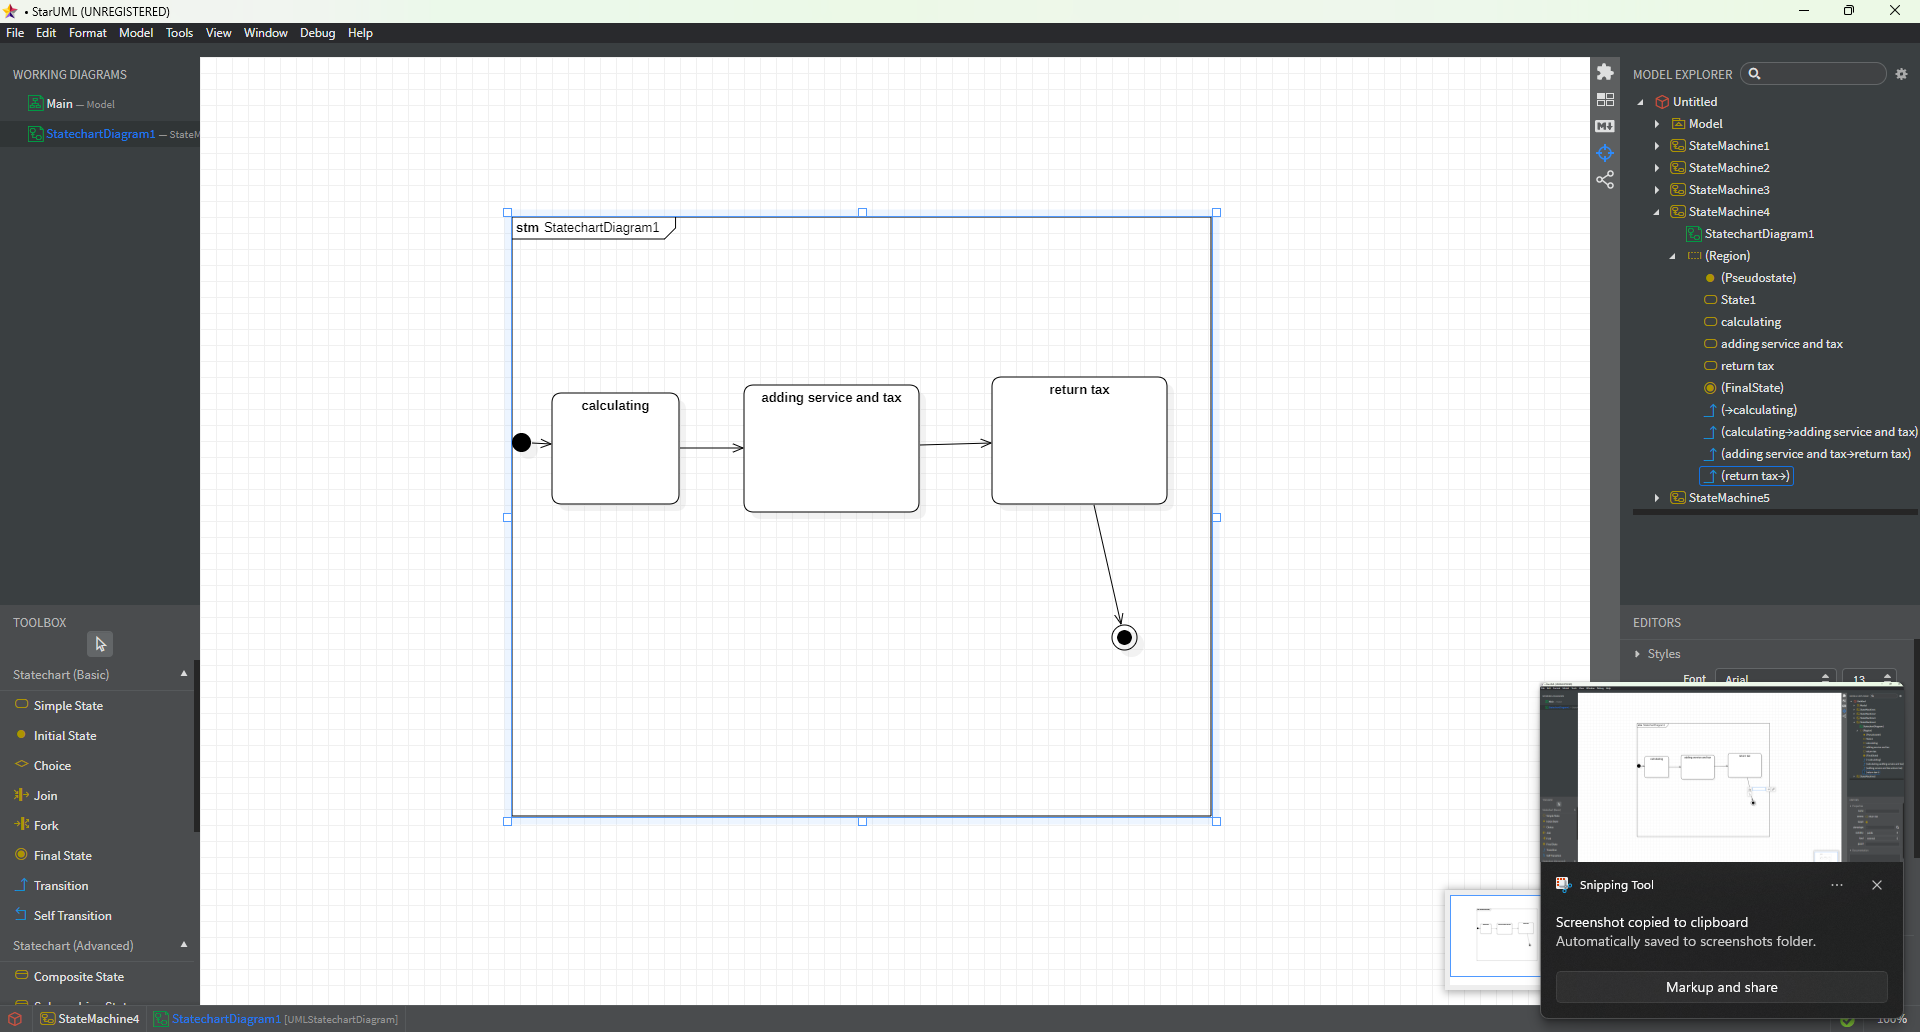 • StarUML (UNREGISTERED)
File Edit Format Model Tools View Window Debug Help
WORKING DIAGRAMS
Main — Model
StatechartDiagram1 — StateM
TOOLBOX
Statechart (Basic)
Simple State
Initial State
Choice
Join
Fork
Final State
Transition
Self Transition
Statechart (Advanced)
Composite State
stm StatechartDiagram1
calculating
adding service and tax
return tax
MODEL EXPLORER
Untitled
Model
StateMachine1
StateMachine2
StateMachine3
StateMachine4
StatechartDiagram1
(Region)
(Pseudostate)
State1
calculating
adding service and tax
return tax
(FinalState)
(→calculating)
(calculating→adding service and tax)
(adding service and tax→return tax)
(return tax→)
StateMachine5
EDITORS
Styles
Font Arial 13
Snipping Tool
Screenshot copied to clipboard
Automatically saved to screenshots folder.
Markup and share
StateMachine4 StatechartDiagram1 [UMLStatechartDiagram]
100%